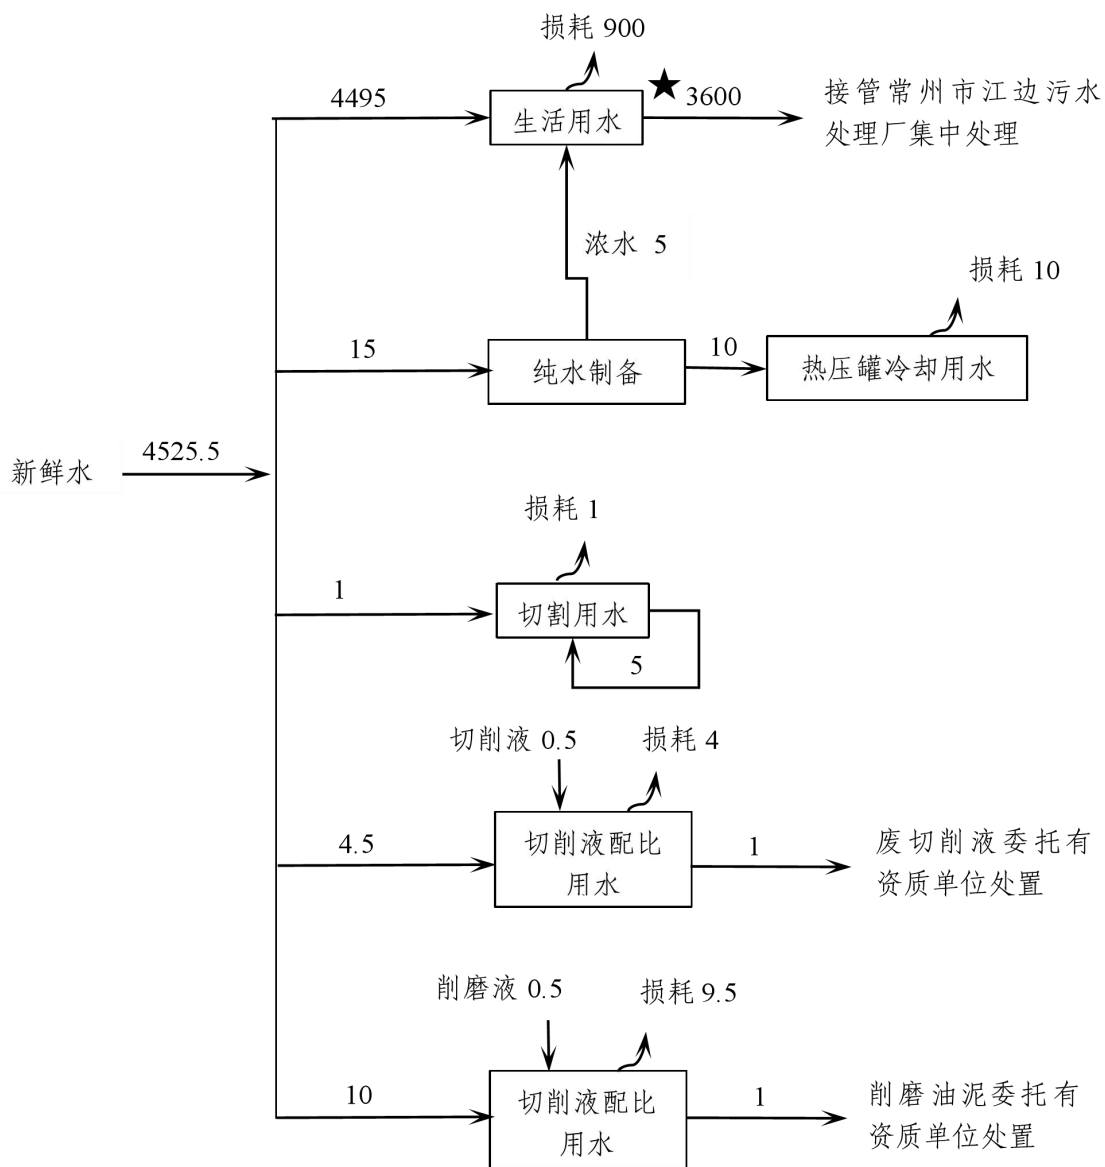 损耗 900
4495
生活用水
★
3600
接管常州市江边污水
处理厂集中处理
浓水 5
损耗 10
15
纯水制备
10
热压罐冷却用水
新鲜水
4525.5
损耗 1
1
切割用水
5
切削液 0.5
损耗 4
4.5
切削液配比
用水
1
废切削液委托有
资质单位处置
削磨液 0.5
损耗 9.5
10
切削液配比
用水
1
削磨油泥委托有
资质单位处置